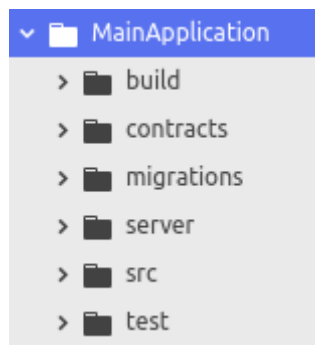 MainApplication
build
contracts
migrations
server
src
test